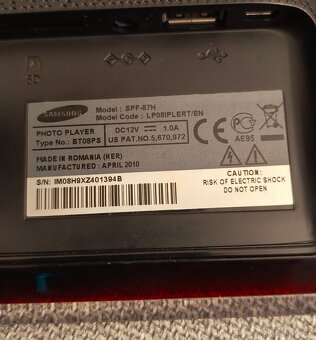 SD
SAMSUNG
Model : SPF-87H
Code : LP08IPLERT/EN
PHOTO PLAYER
Type No.: BT08PS
DC12V 1.0A
US PAT.NO. 5,670,972
AE95
MADE IN ROMANIA (HER)
MANUFACTURED : APRIL 2010
S/N: IM08H9XZ401394B
CAUTION:
RISK OF ELECTRIC SHOCK
DO NOT OPEN